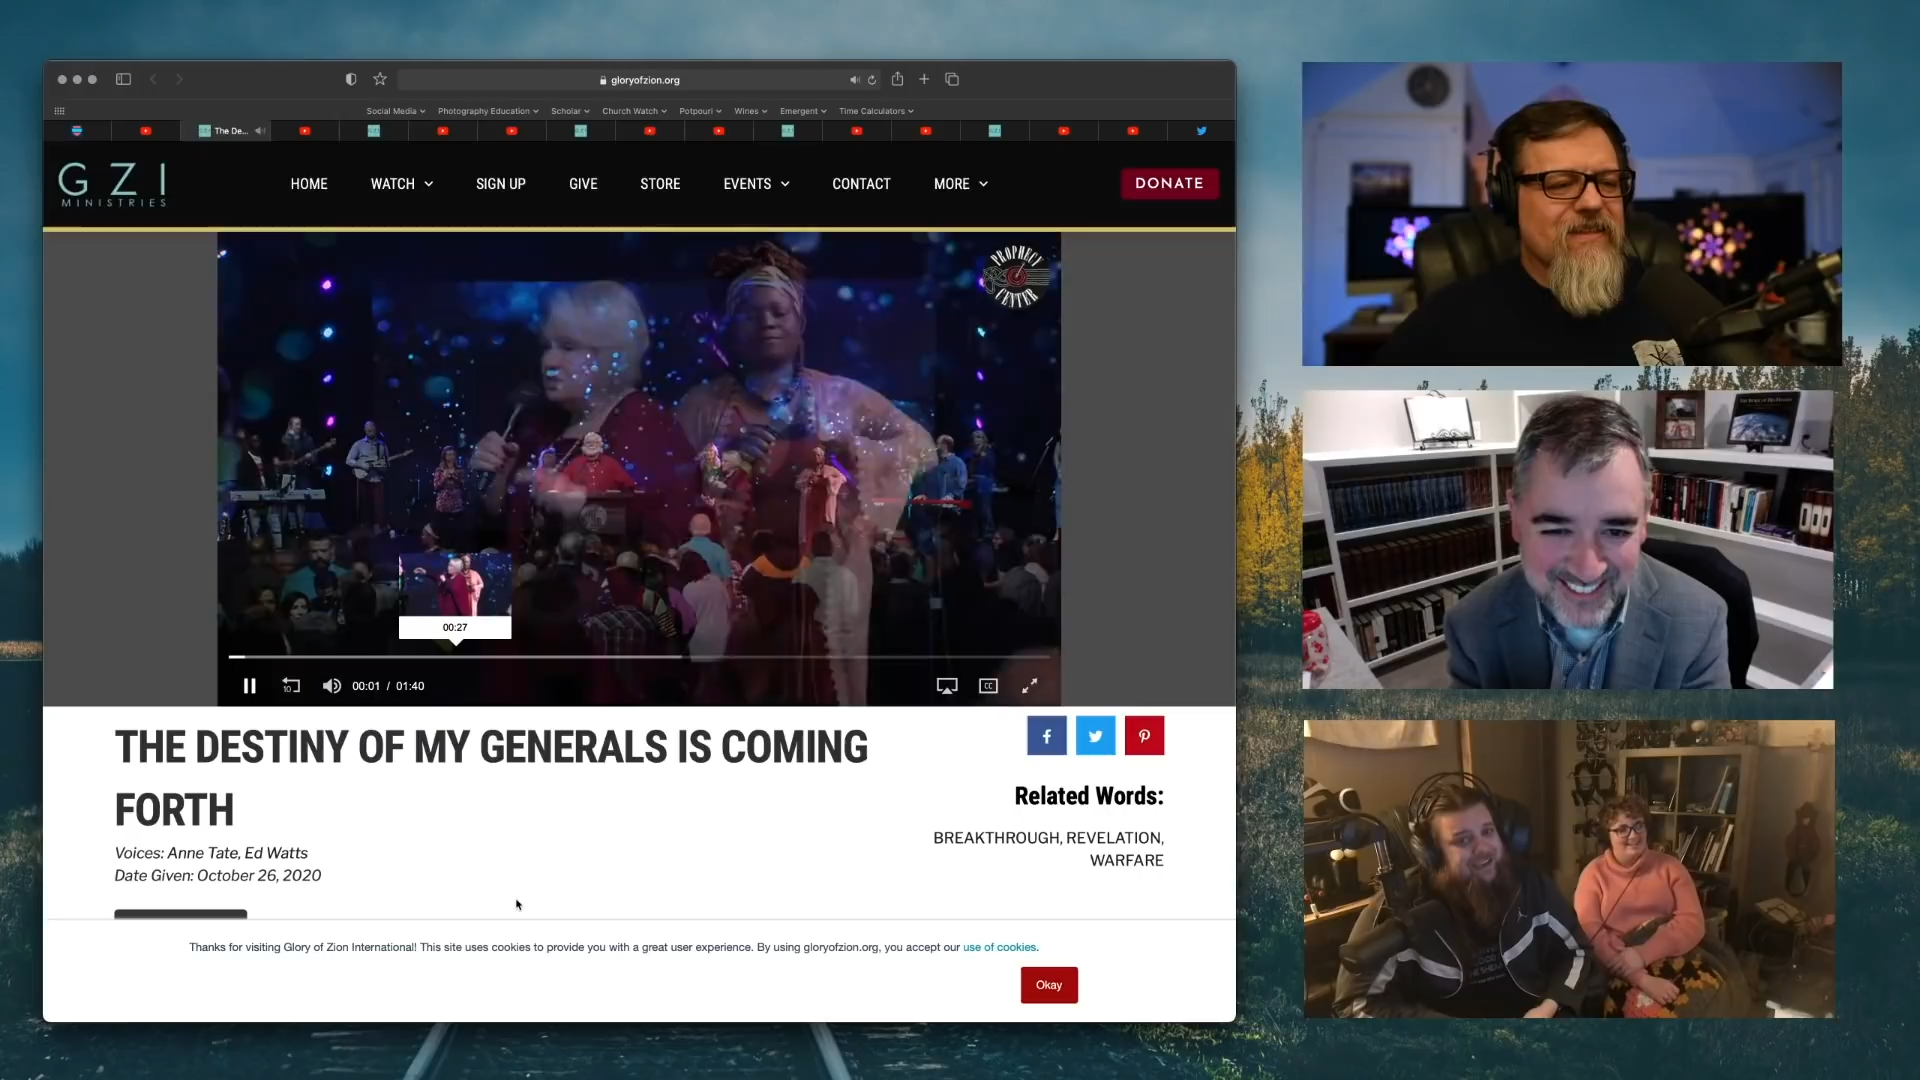 gloryofzion.org
Social Media
Photography Education
Scholar
Church Watch
Potpouri
Wines
Emergent
Time Calculators
The De...
GZI
MINISTRIES
HOME
WATCH
SIGN UP
GIVE
STORE
EVENTS
CONTACT
MORE
DONATE
PROPHECY
CENTER
00:27
10
00:01 / 01:40
CC
THE DESTINY OF MY GENERALS IS COMING
FORTH
Voices: Anne Tate, Ed Watts
Date Given: October 26, 2020
Related Words:
BREAKTHROUGH, REVELATION,
WARFARE
Thanks for visiting Glory of Zion International! This site uses cookies to provide you with a great user experience. By using gloryofzion.org, you accept our use of cookies.
Okay